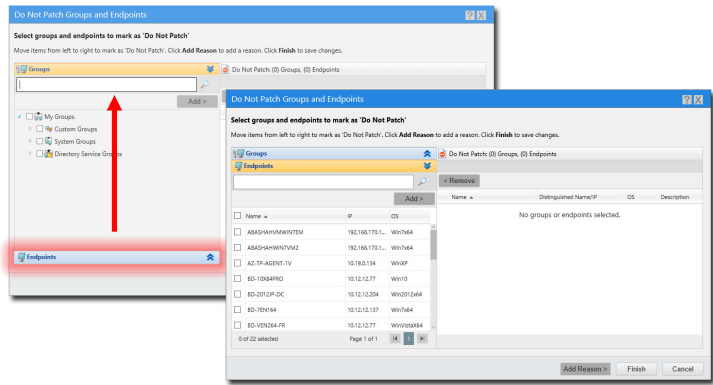 Do Not Patch Groups and Endpoints
Select groups and endpoints to mark as 'Do Not Patch'
Move items from left to right to mark as 'Do Not Patch'. Click Add Reason to add a reason. Click Finish to save changes.
Groups
Do Not Patch: (0) Groups, (0) Endpoints
Add >
My Groups
Custom Groups
System Groups
Directory Service Groups
Endpoints
Do Not Patch Groups and Endpoints
Select groups and endpoints to mark as 'Do Not Patch'
Move items from left to right to mark as 'Do Not Patch'. Click Add Reason to add a reason. Click Finish to save changes.
Groups
Do Not Patch: (0) Groups, (0) Endpoints
Endpoints
< Remove
Add >
Name Distinguished Name/IP OS Description
Name IP OS
No groups or endpoints selected.
ABASHAHVMWIN7EM 192.168.170.1... Win7x64
ABASHAHWIN7VM2 192.168.170.1... Win7x64
AZ-TP-AGENT-1V 10.19.0.134 WinXP
BD-10X84PRO 10.12.12.77 Win10
BD-2012JP-DC 10.12.12.204 Win2012x64
BD-7EN164 10.12.12.137 Win7x64
BD-VEN264-FR 10.12.12.77 WinVistaX64
0 of 22 selected Page 1 of 1 1
Add Reason > Finish Cancel